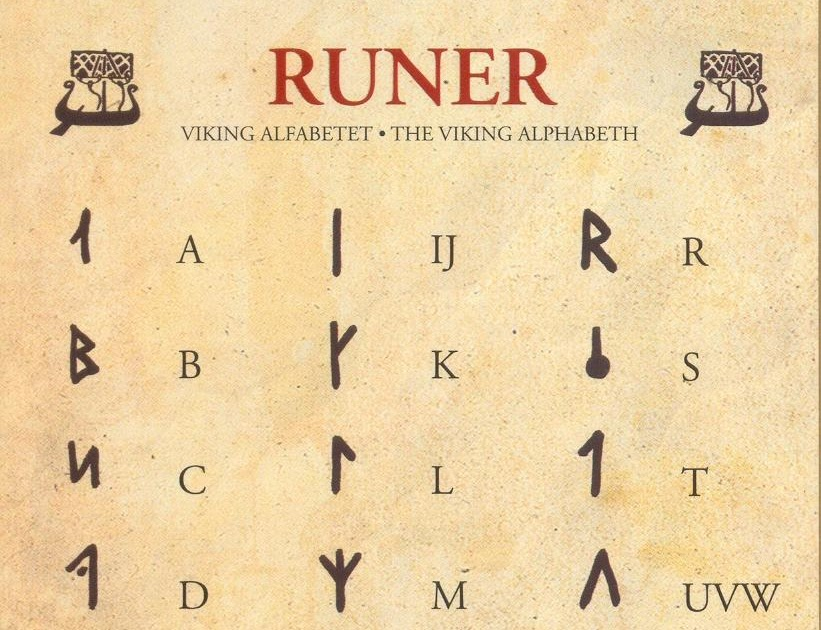 RUNER
VIKING ALFABETET • THE VIKING ALPHABETH
ᛆ A ᛁ IJ ᚱ R
ᛒ B ᚴ K ᛌ S
ᛋ C ᛚ L ᛐ T
ᛑ D ᛘ M ᚢ UVW